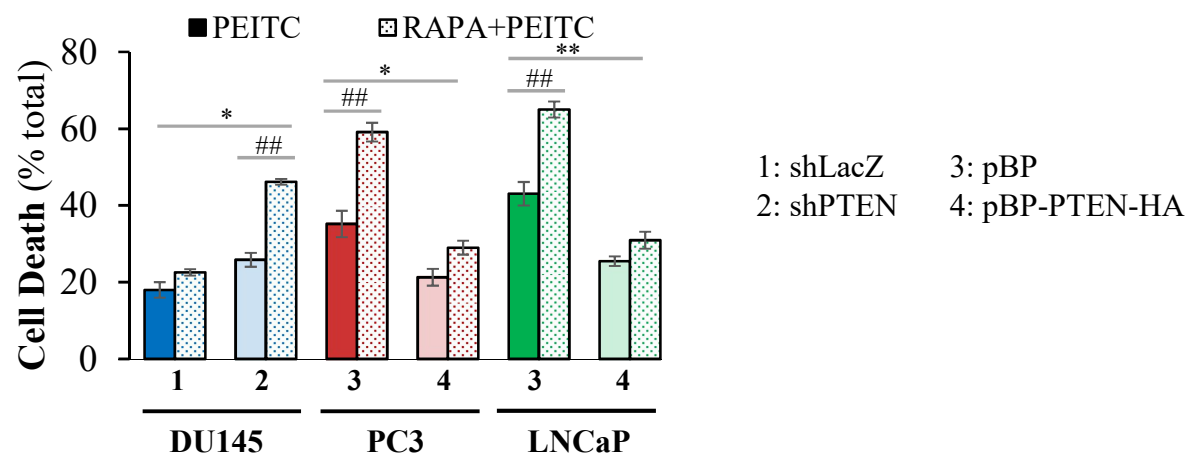 PEITC RAPA+PEITC
Cell Death (% total)
80
60
40
20
0
**
*
##
##
*
##
1 2 3 4 3 4
DU145 PC3 LNCaP
1: shLacZ 3: pBP
2: shPTEN 4: pBP-PTEN-HA